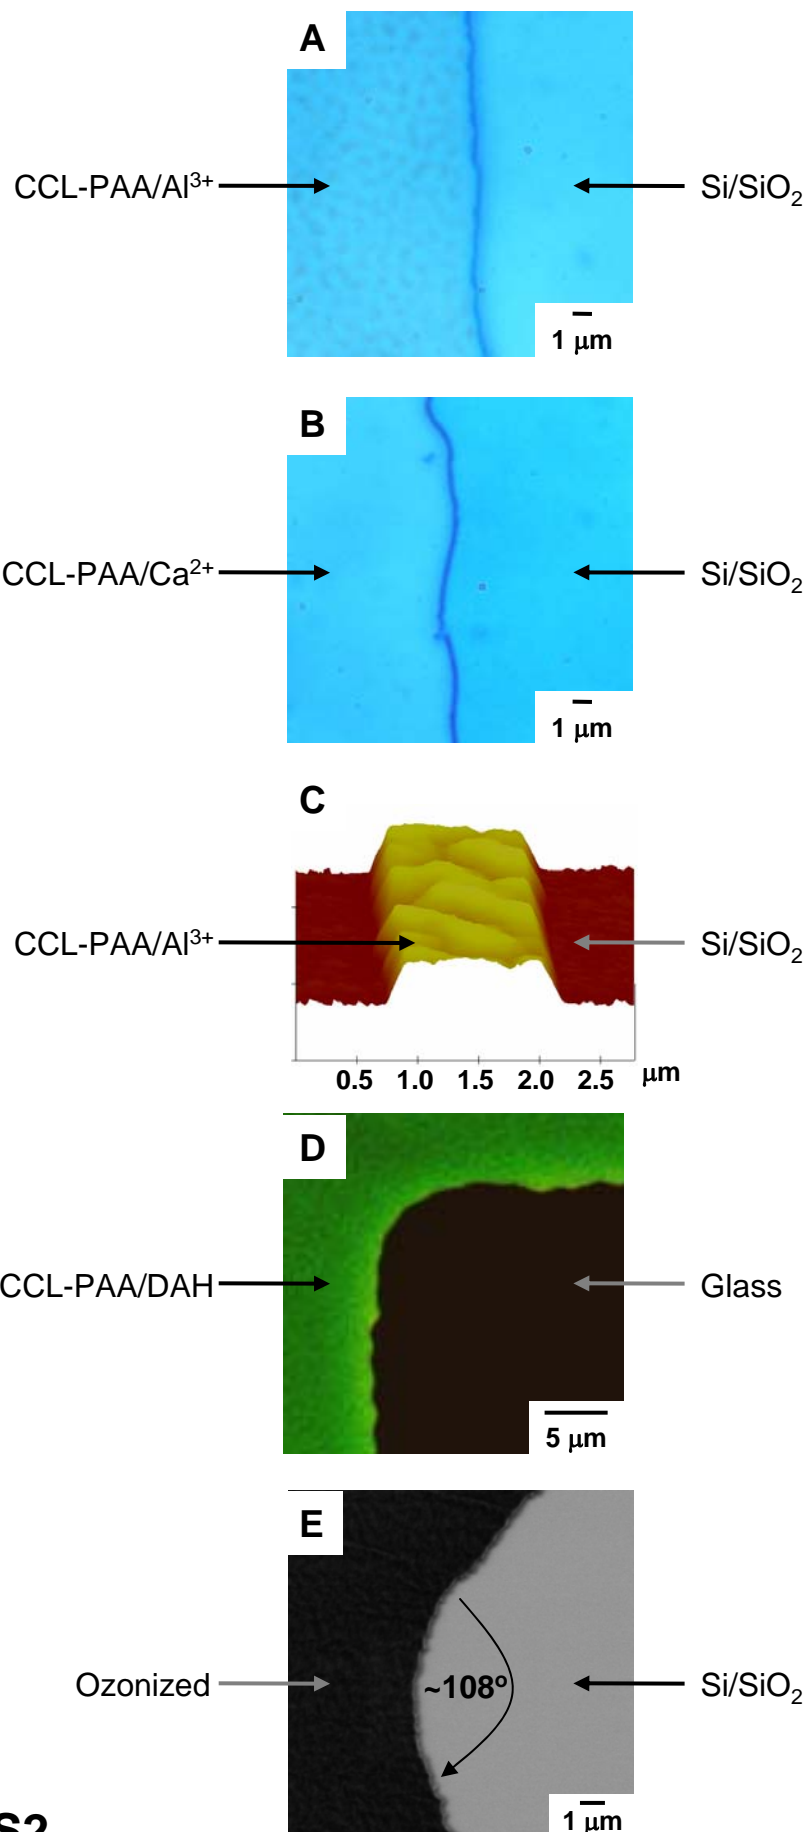 A
CCL-PAA/Al³⁺
Si/SiO₂
1 μm
B
CCL-PAA/Ca²⁺
Si/SiO₂
1 μm
C
CCL-PAA/Al³⁺
Si/SiO₂
0.5 1.0 1.5 2.0 2.5 μm
D
CCL-PAA/DAH
Glass
5 μm
E
Ozonized
~108º
Si/SiO₂
1 μm
S2